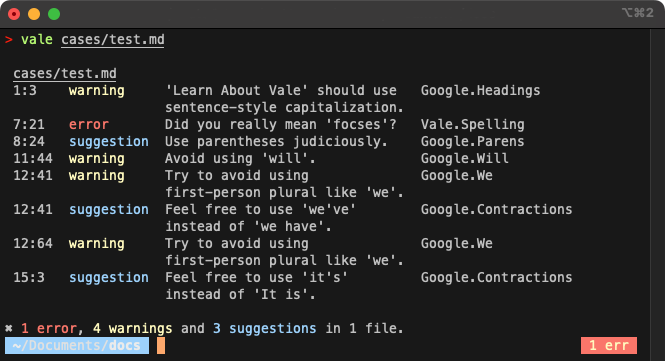 ⌥⌘2
> vale cases/test.md
cases/test.md
1:3 warning 'Learn About Vale' should use Google.Headings
sentence-style capitalization.
7:21 error Did you really mean 'focses'? Vale.Spelling
8:24 suggestion Use parentheses judiciously. Google.Parens
11:44 warning Avoid using 'will'. Google.Will
12:41 warning Try to avoid using Google.We
first-person plural like 'we'.
12:41 suggestion Feel free to use 'we've' Google.Contractions
instead of 'we have'.
12:64 warning Try to avoid using Google.We
first-person plural like 'we'.
15:3 suggestion Feel free to use 'it's' Google.Contractions
instead of 'It is'.
✖ 1 error, 4 warnings and 3 suggestions in 1 file.
~/Documents/docs 1 err